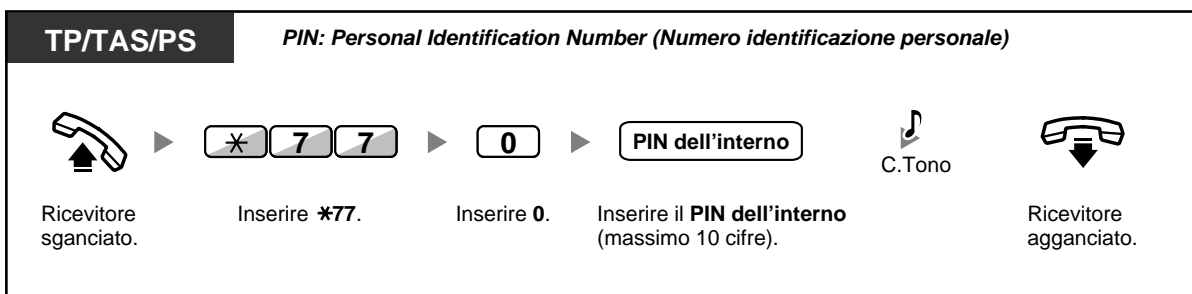 TP/TAS/PS
PIN: Personal Identification Number (Numero identificazione personale)
* 7 7
0
PIN dell’interno
C.Tono
Ricevitore
sganciato.
Inserire *77.
Inserire 0.
Inserire il PIN dell’interno
(massimo 10 cifre).
Ricevitore
agganciato.